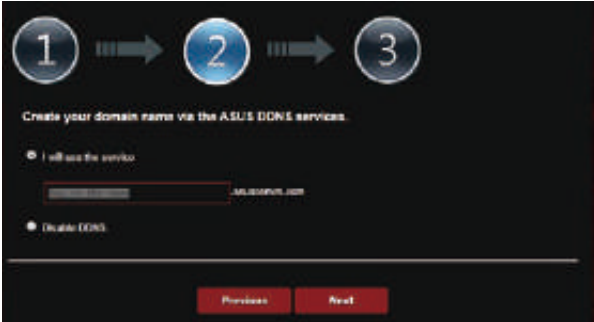 1 2 3
Create your domain name via the ASUS DDNS services.
I will use the service
.asuscomm.com
Disable DDNS.
Previous Next